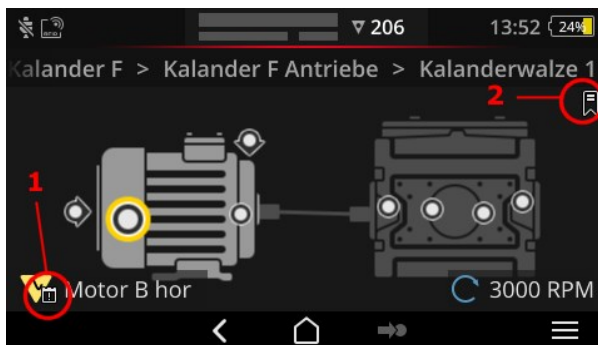 206 13:52 24%
Kalander F > Kalander F Antriebe > Kalanderwalze 1
2
1
Motor B hor 3000 RPM